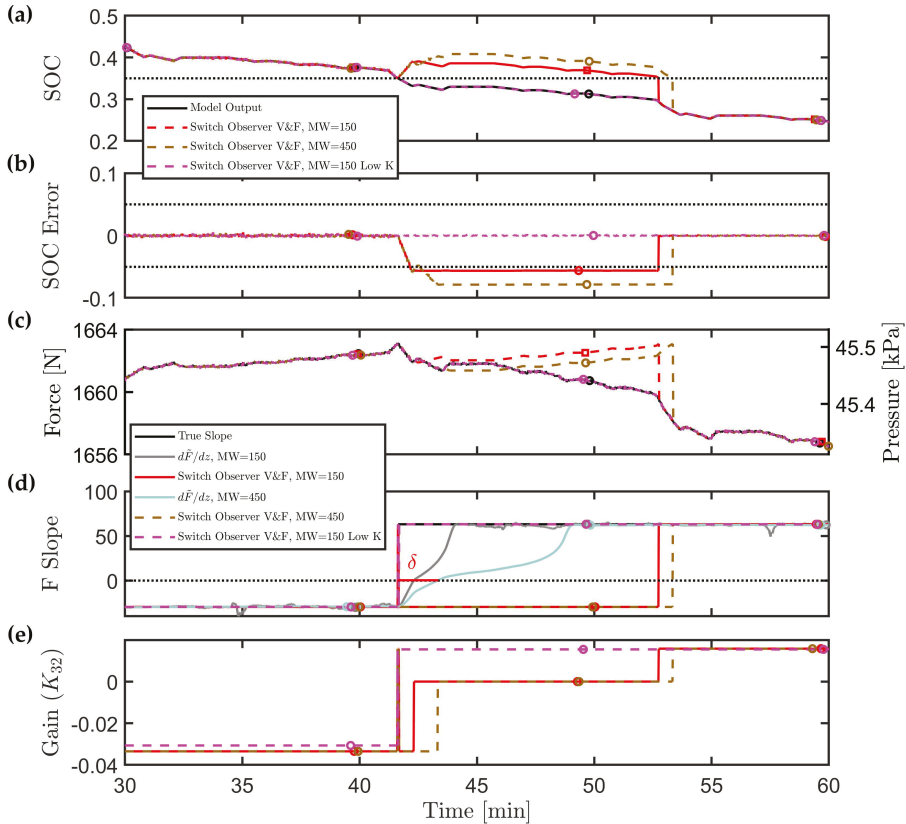 (a)
0.5
0.4
0.3
0.2
SOC
Model Output
Switch Observer V&F, MW=150
Switch Observer V&F, MW=450
Switch Observer V&F, MW=150 Low K
(b)
0.1
0
-0.1
SOC Error
(c)
1664
1660
1656
Force [N]
45.5
45.4
Pressure [kPa]
True Slope
dF̃/dz, MW=150
Switch Observer V&F, MW=150
dF̃/dz, MW=450
Switch Observer V&F, MW=450
Switch Observer V&F, MW=150 Low K
(d)
100
50
0
F Slope
δ
(e)
0
-0.02
-0.04
Gain (K₃₂)
30 35 40 45 50 55 60
Time [min]